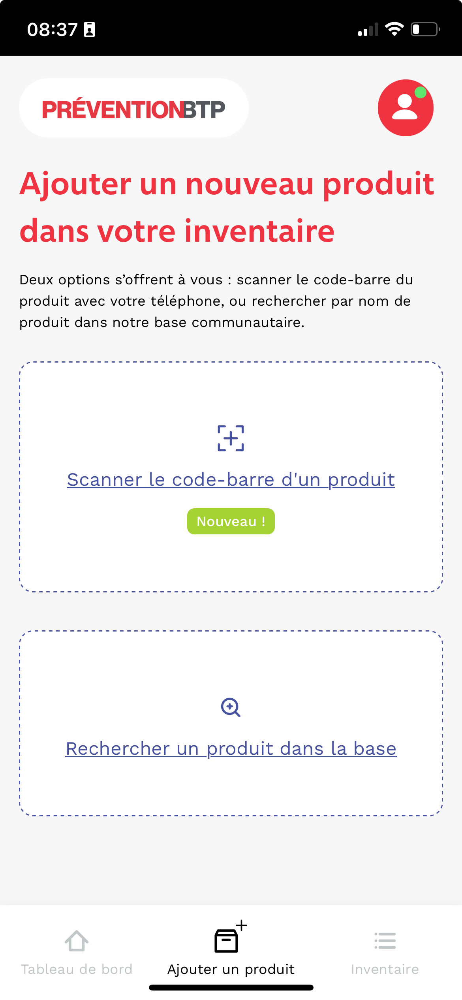 08:37
PRÉVENTIONBTP
Ajouter un nouveau produit
dans votre inventaire
Deux options s’offrent à vous : scanner le code-barre du
produit avec votre téléphone, ou rechercher par nom de
produit dans notre base communautaire.
Scanner le code-barre d'un produit
Nouveau !
Rechercher un produit dans la base
Tableau de bord
Ajouter un produit
Inventaire